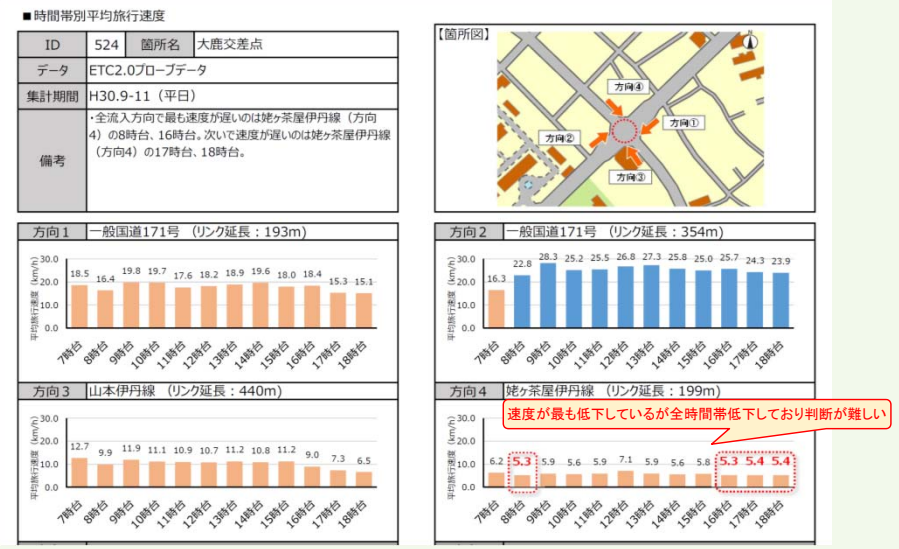 ■時間帯別平均旅行速度
ID 524 箇所名 大鹿交差点
データ ETC2.0プローブデータ
集計期間 H30.9-11（平日）
備考
・全流入方向で最も速度が遅いのは姥ヶ茶屋伊丹線（方向
4）の8時台、16時台。次いで速度が遅いのは姥ヶ茶屋伊丹線
（方向4）の17時台、18時台。
【箇所図】
方向④
方向①
方向②
方向③
方向1 一般国道171号 （リンク延長：193m）
平均旅行速度（km/h）
30.0
20.0
10.0
0.0
18.5 16.4 19.8 19.7 17.6 18.2 18.9 19.6 18.0 18.4 15.3 15.1
7時台 8時台 9時台 10時台 11時台 12時台 13時台 14時台 15時台 16時台 17時台 18時台
方向2 一般国道171号 （リンク延長：354m）
平均旅行速度（km/h）
30.0
20.0
10.0
0.0
16.3 22.8 28.3 25.2 25.5 26.8 27.3 25.8 25.0 25.7 24.3 23.9
7時台 8時台 9時台 10時台 11時台 12時台 13時台 14時台 15時台 16時台 17時台 18時台
方向3 山本伊丹線 （リンク延長：440m）
平均旅行速度（km/h）
30.0
20.0
10.0
0.0
12.7 9.9 11.9 11.1 10.9 10.7 11.2 10.8 11.2 9.0 7.3 6.5
7時台 8時台 9時台 10時台 11時台 12時台 13時台 14時台 15時台 16時台 17時台 18時台
方向4 姥ヶ茶屋伊丹線 （リンク延長：199m）
速度が最も低下しているが全時間帯低下しており判断が難しい
平均旅行速度（km/h）
30.0
20.0
10.0
0.0
6.2 5.3 5.9 5.6 5.9 7.1 5.9 5.6 5.8 5.3 5.4 5.4
7時台 8時台 9時台 10時台 11時台 12時台 13時台 14時台 15時台 16時台 17時台 18時台